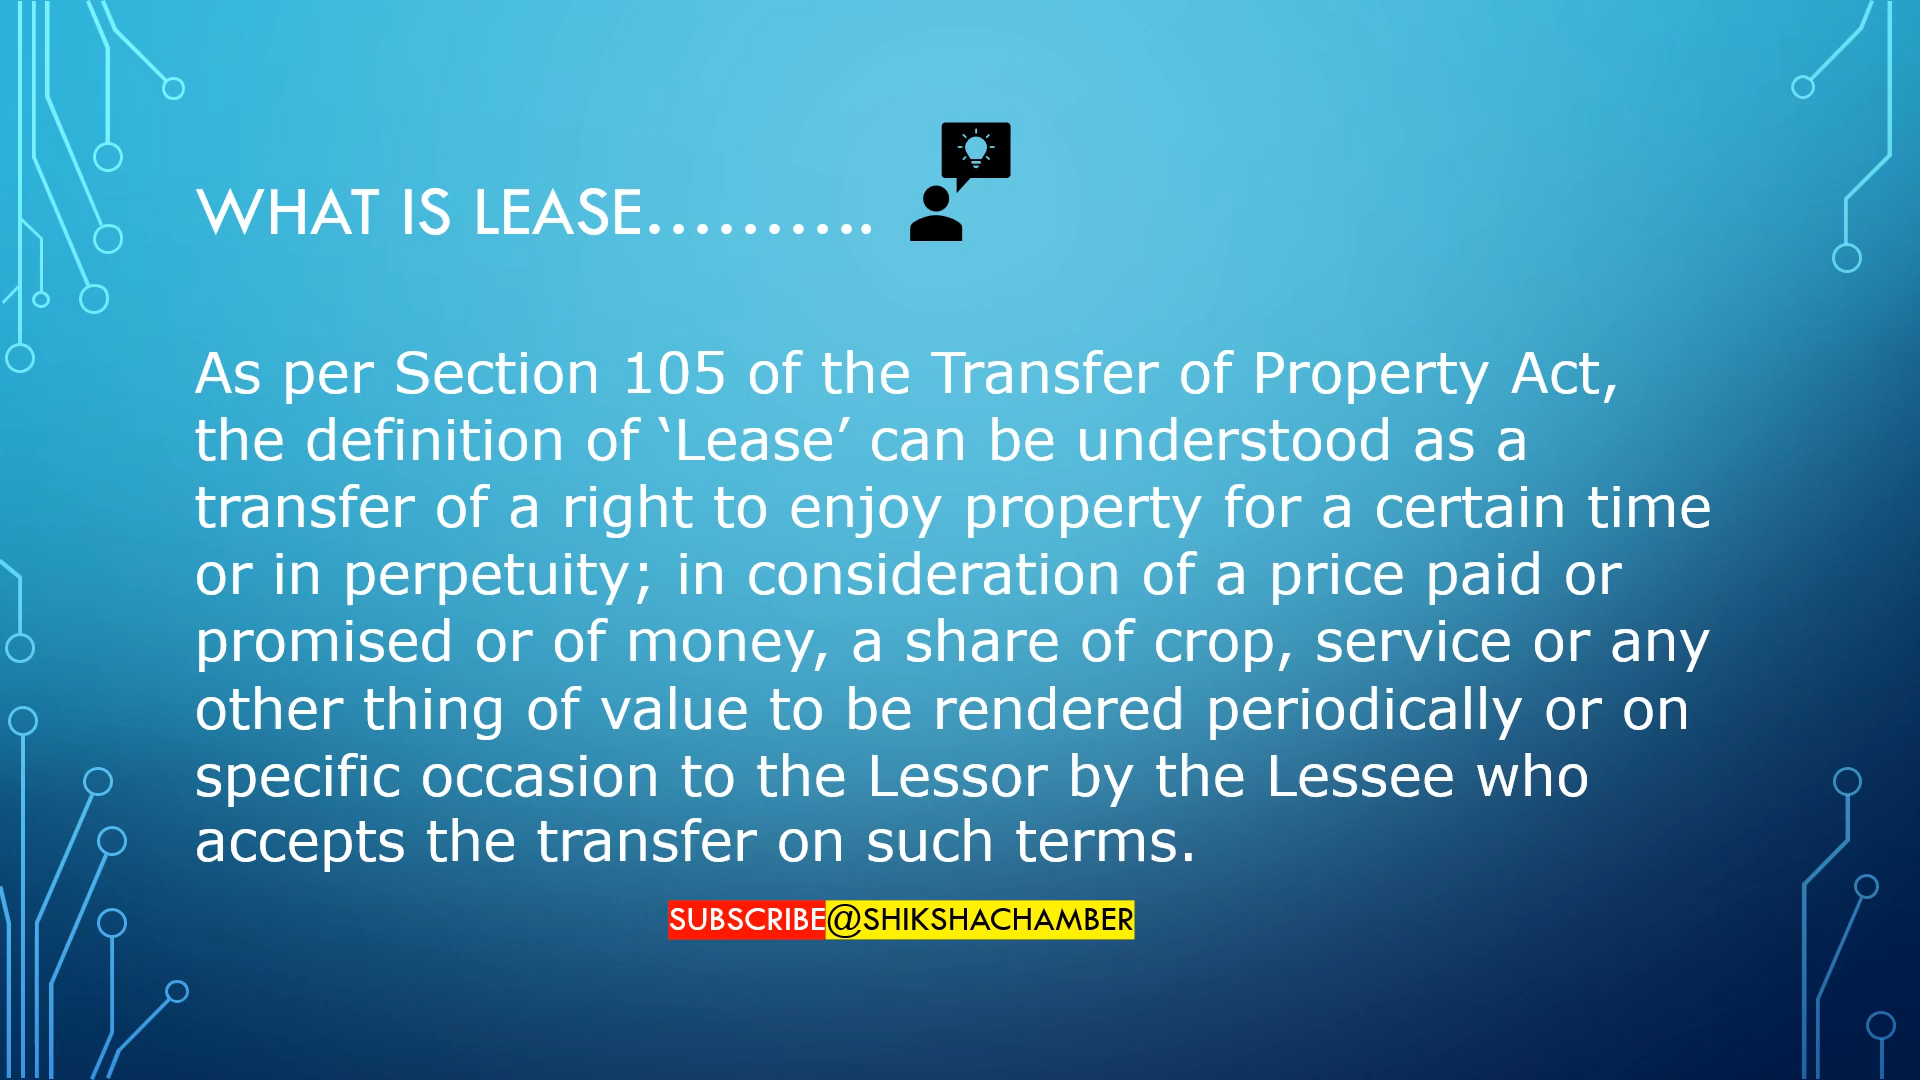 WHAT IS LEASE..........
As per Section 105 of the Transfer of Property Act,
the definition of ‘Lease’ can be understood as a
transfer of a right to enjoy property for a certain time
or in perpetuity; in consideration of a price paid or
promised or of money, a share of crop, service or any
other thing of value to be rendered periodically or on
specific occasion to the Lessor by the Lessee who
accepts the transfer on such terms.
SUBSCRIBE@SHIKSHACHAMBER